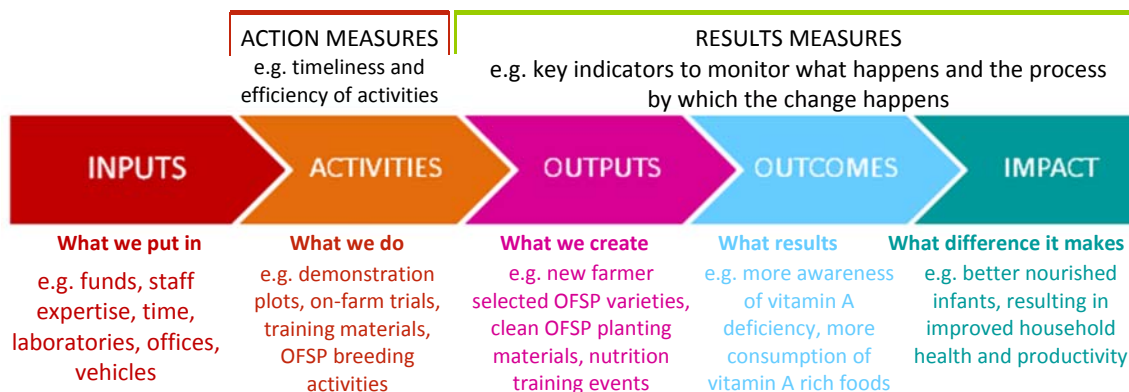 ACTION MEASURES
e.g. timeliness and
efficiency of activities
RESULTS MEASURES
e.g. key indicators to monitor what happens and the process
by which the change happens
INPUTS
ACTIVITIES
OUTPUTS
OUTCOMES
IMPACT
What we put in
e.g. funds, staff
expertise, time,
laboratories, offices,
vehicles
What we do
e.g. demonstration
plots, on-farm trials,
training materials,
OFSP breeding
activities
What we create
e.g. new farmer
selected OFSP varieties,
clean OFSP planting
materials, nutrition
training events
What results
e.g. more awareness
of vitamin A
deficiency, more
consumption of
vitamin A rich foods
What difference it makes
e.g. better nourished
infants, resulting in
improved household
health and productivity